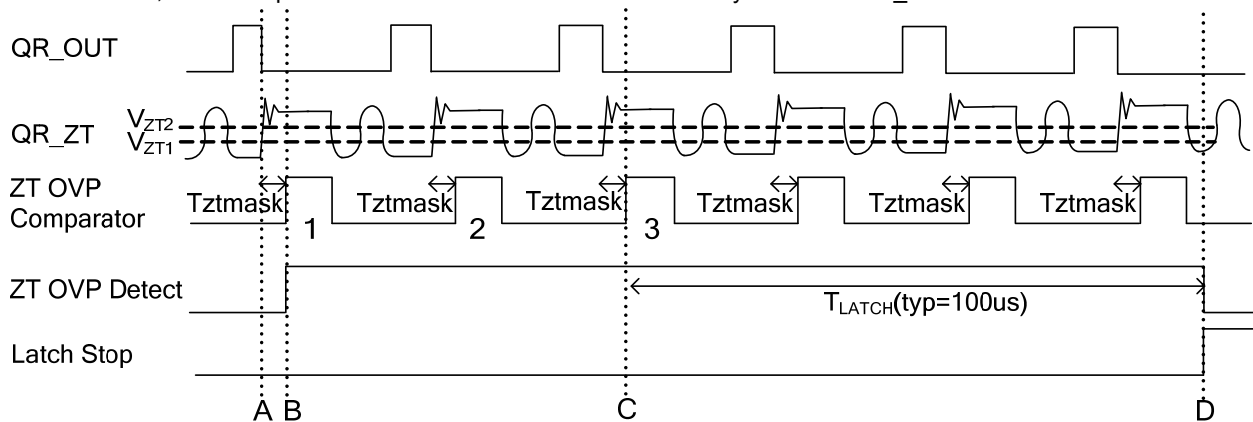 QR_OUT
QR_ZT
VZT2
VZT1
ZT OVP
Comparator
Tztmask
Tztmask
Tztmask
Tztmask
Tztmask
Tztmask
1
2
3
ZT OVP Detect
TLATCH(typ=100us)
Latch Stop
A
B
C
D